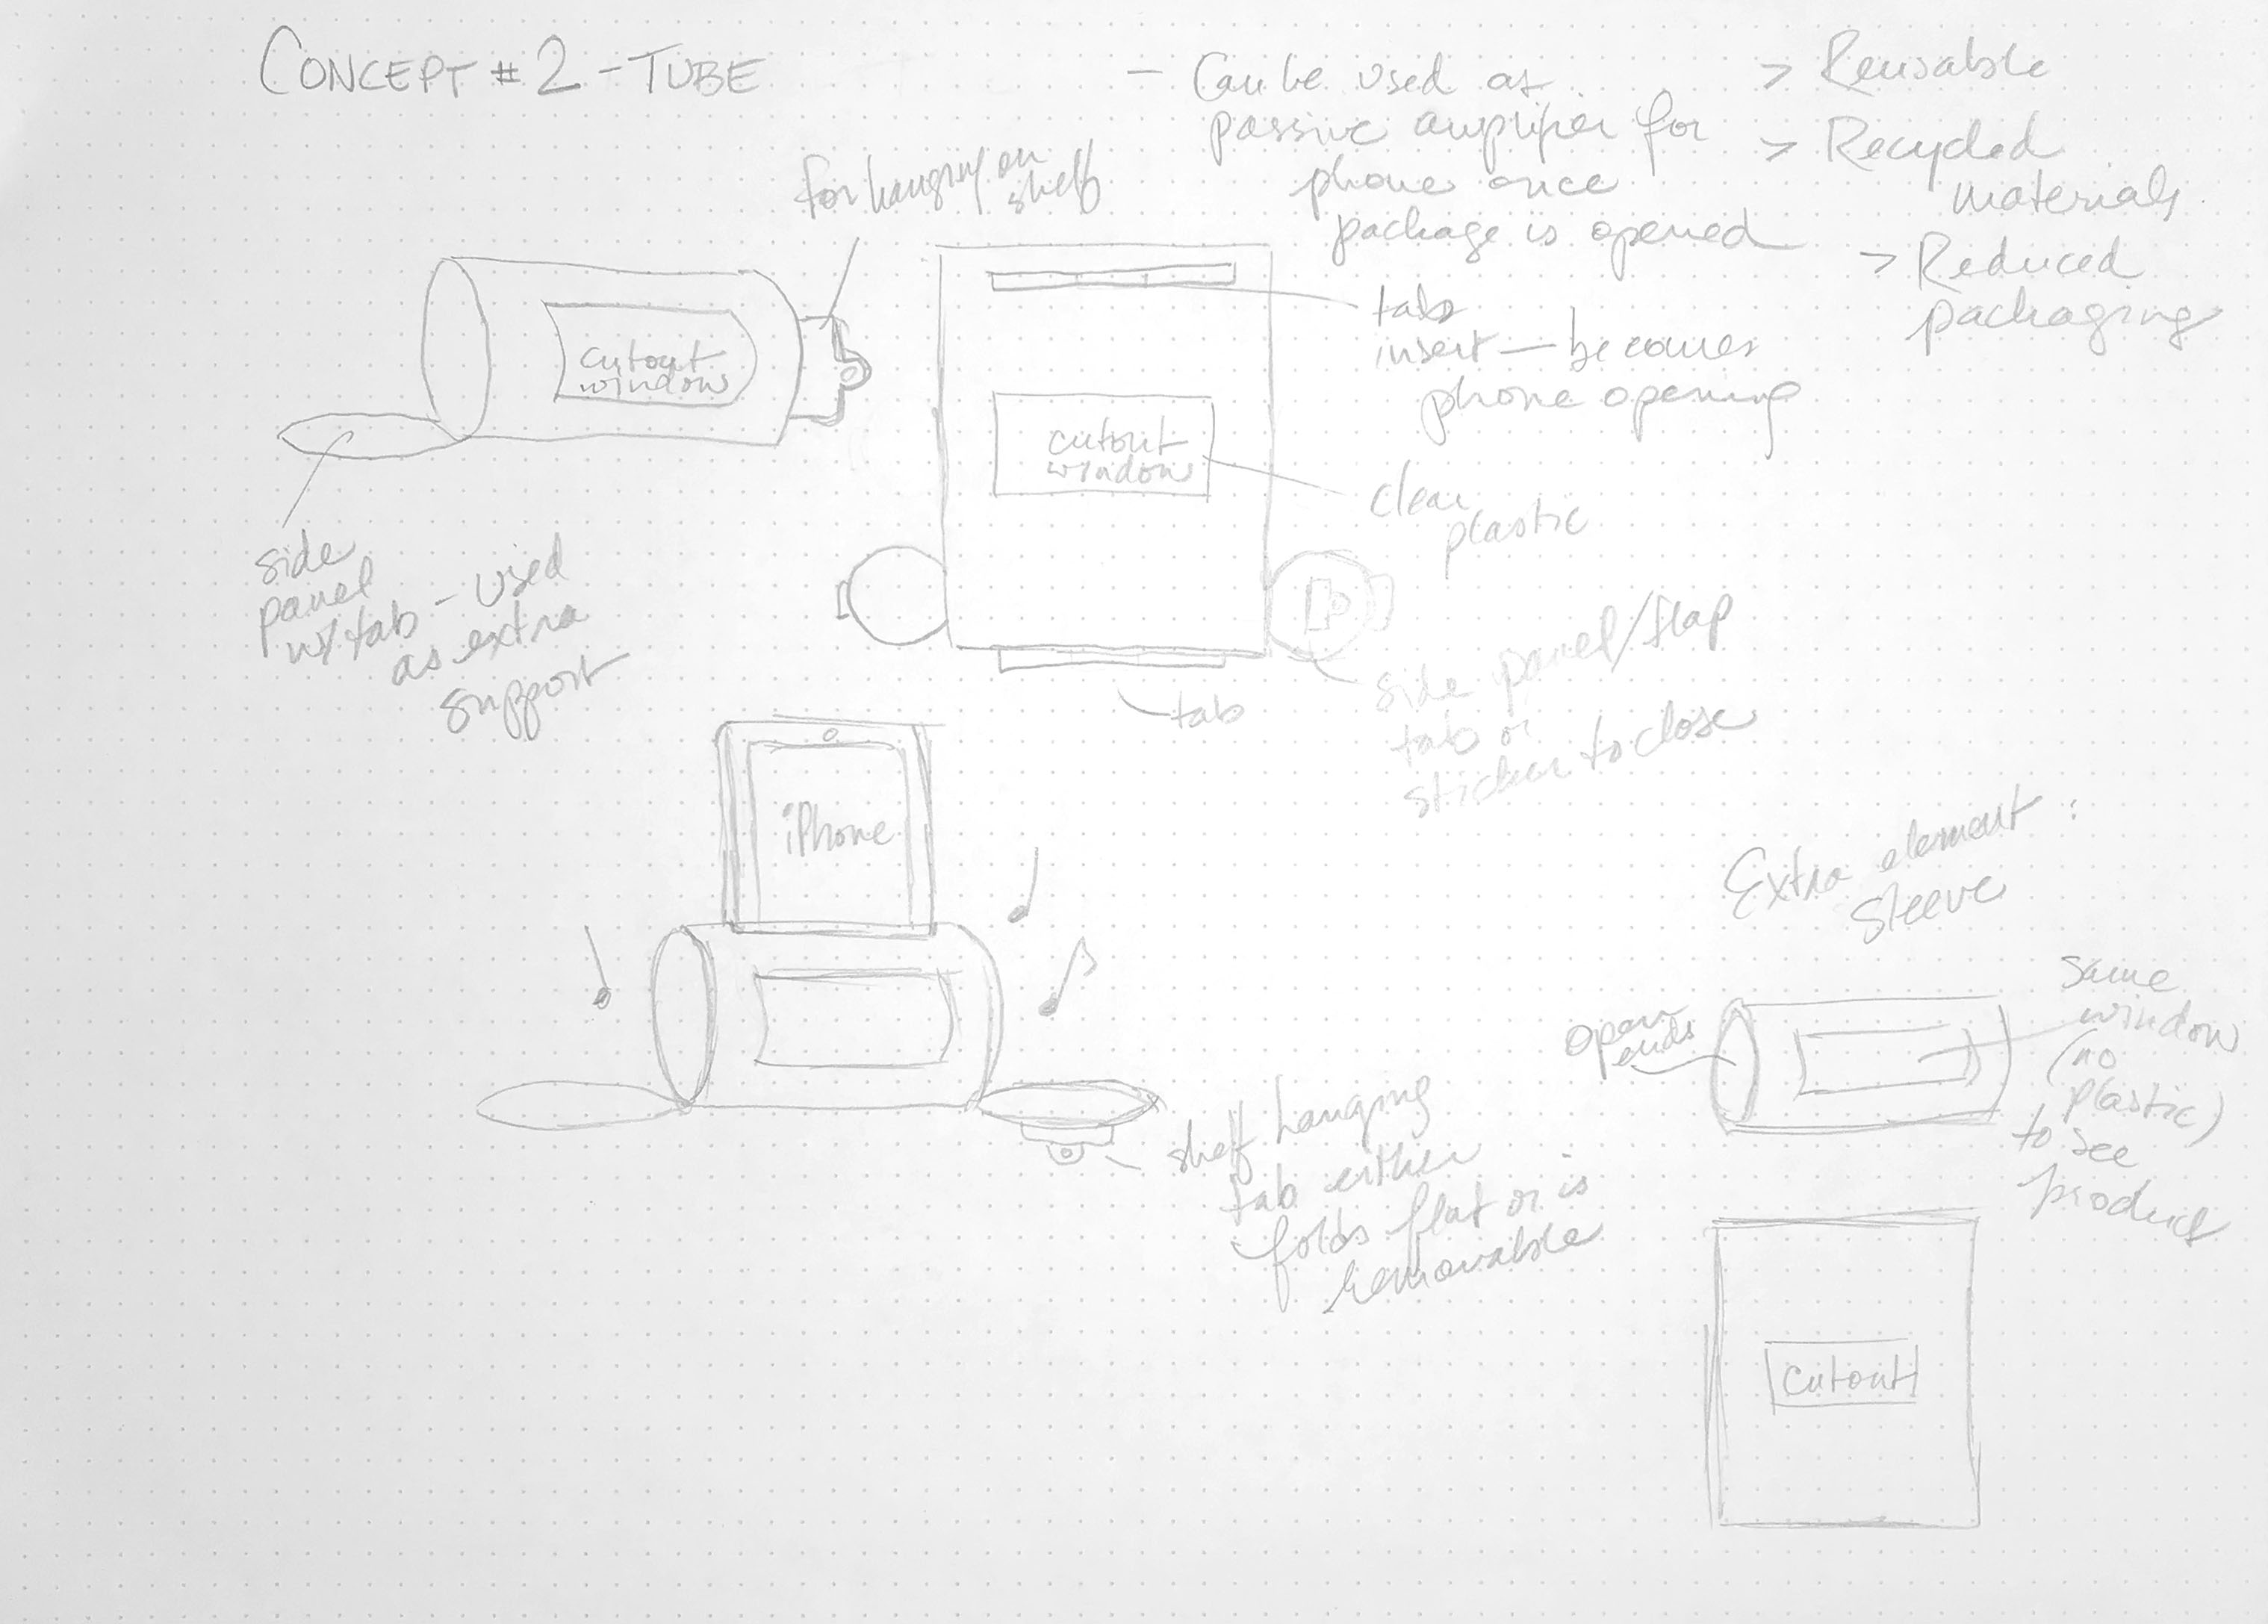 CONCEPT #2 - TUBE
- Can be used as
passive amplifier for
phone once
package is opened
> Reusable
> Recycled
materials
> Reduced
packaging
for hanging on
shelf
cutout
window
side
panel
w/ tab - used
as extra
support
cutout
window
tab
insert — becomes
phone opening
clear
plastic
side panel/flap
tab or
sticker to close
tab
iPhone
shelf hanging
tab either
folds flat or is
removable
Extra element:
sleeve
open
ends
same
window
(no
plastic)
to see
product
cutout